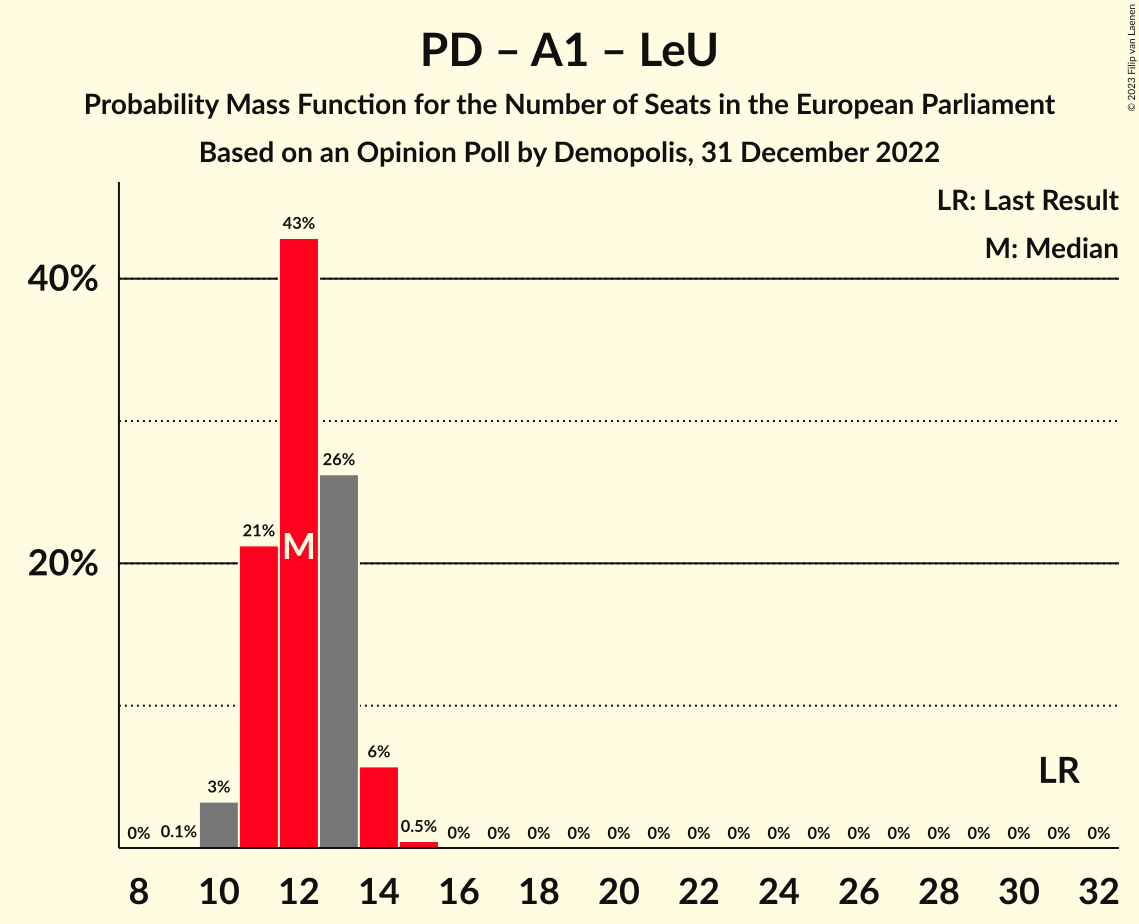 PD – A1 – LeU
Probability Mass Function for the Number of Seats in the European Parliament
Based on an Opinion Poll by Demopolis, 31 December 2022
© 2023 Filip van Laenen
LR: Last Result
M: Median
40%
20%
0% 0.1% 3% 21% 43% 26% 6% 0.5% 0% 0% 0% 0% 0% 0% 0% 0% 0% 0% 0% 0% 0% 0% 0% 0% 0%
M
LR
8 10 12 14 16 18 20 22 24 26 28 30 32